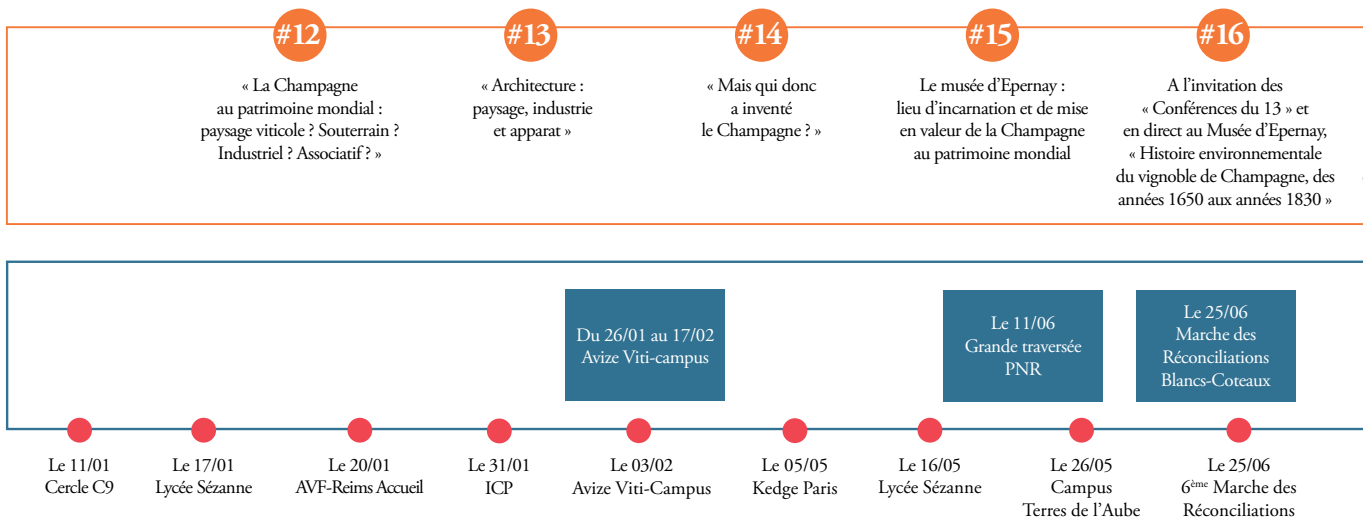 #12
« La Champagne
au patrimoine mondial :
paysage viticole ? Souterrain ?
Industriel ? Associatif ? »
#13
« Architecture :
paysage, industrie
et apparat »
#14
« Mais qui donc
a inventé
le Champagne ? »
#15
Le musée d’Epernay :
lieu d’incarnation et de mise
en valeur de la Champagne
au patrimoine mondial
#16
A l’invitation des
« Conférences du 13 » et
en direct au Musée d’Epernay,
« Histoire environnementale
du vignoble de Champagne, des
années 1650 aux années 1830 »
Du 26/01 au 17/02
Avize Viti-campus
Le 11/06
Grande traversée
PNR
Le 25/06
Marche des
Réconciliations
Blancs-Coteaux
Le 11/01
Cercle C9
Le 17/01
Lycée Sézanne
Le 20/01
AVF-Reims Accueil
Le 31/01
ICP
Le 03/02
Avize Viti-Campus
Le 05/05
Kedge Paris
Le 16/05
Lycée Sézanne
Le 26/05
Campus
Terres de l’Aube
Le 25/06
6ème Marche des
Réconciliations